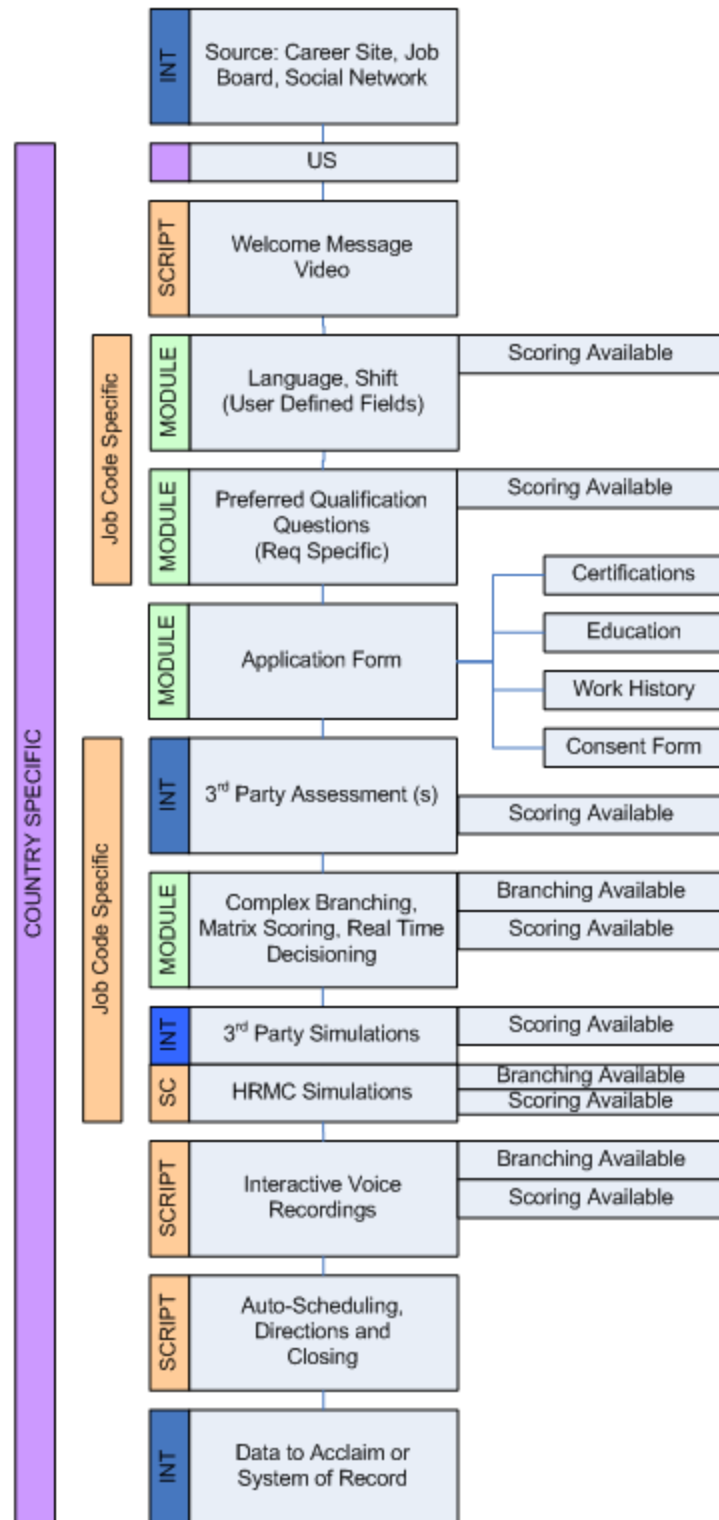 INT
Source: Career Site, Job
Board, Social Network
US
SCRIPT
Welcome Message
Video
COUNTRY SPECIFIC
Job Code Specific
MODULE
Language, Shift
(User Defined Fields)
Scoring Available
MODULE
Preferred Qualification
Questions
(Req Specific)
Scoring Available
MODULE
Application Form
Certifications
Education
Work History
Consent Form
Job Code Specific
INT
3rd Party Assessment (s)
Scoring Available
MODULE
Complex Branching,
Matrix Scoring, Real Time
Decisioning
Branching Available
Scoring Available
INT
3rd Party Simulations
Scoring Available
SC
HRMC Simulations
Branching Available
Scoring Available
SCRIPT
Interactive Voice
Recordings
Branching Available
Scoring Available
SCRIPT
Auto-Scheduling,
Directions and
Closing
INT
Data to Acclaim or
System of Record